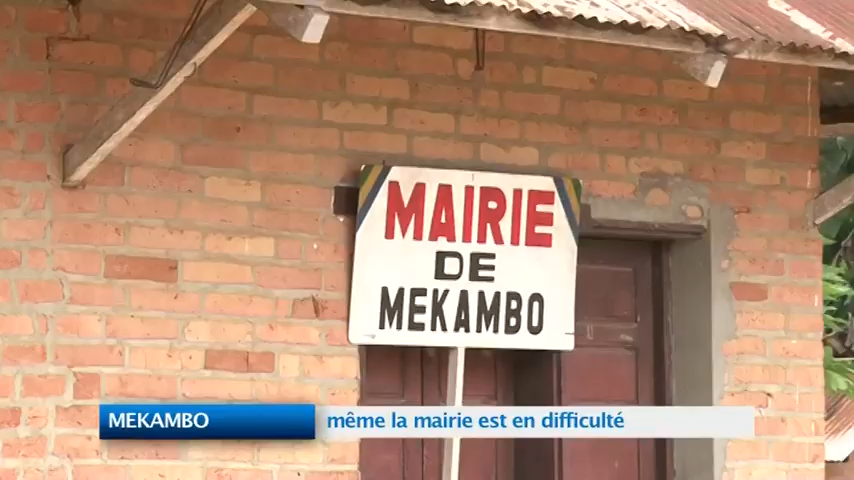 MAIRIE
DE
MEKAMBO
MEKAMBO
même la mairie est en difficulté